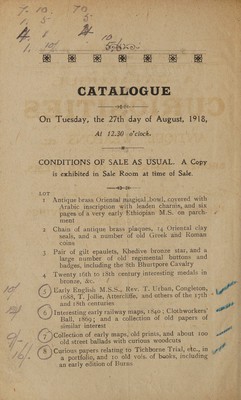 CATALOGUE
On Tuesday, the 27th day of August, 1918,
At 12.30 o'clock.
CONDITIONS OF SALE AS USUAL. A Copy
is exhibited in Sale Room at time of Sale.
LOT
1 Antique brass Oriental magical bowl, covered with
Arabic inscription with leaden charms, and six
pages of a very early Ethiopian M.S. on parch-
ment
2 Chain of antique brass plaques, 14 Oriental clay
seals, and a number of old Greek and Roman
coins
3 Pair of gilt epaulets, Khedive bronze star, and a
large number of old regimental buttons and
badges, including the 8th Bhurtpore Cavalry
4 Twenty 16th to 18th century interesting medals in
bronze, &c.
5 Early English M.S.S., Rev. T. Urban, Congleton,
1688, T. Jollie, Attercliffe, and others of the 17th
and 18th centuries
6 Interesting early railway maps, 1840; Clothworkers'
Ball, 1869; and a collection of old papers of
similar interest
7 Collection of early maps, old prints, and about 100
old street ballads with curious woodcuts
8 Curious papers relating to Tichborne Trial, etc., in
a portfolio, and 10 old vols. of books, including
an early edition of Burns